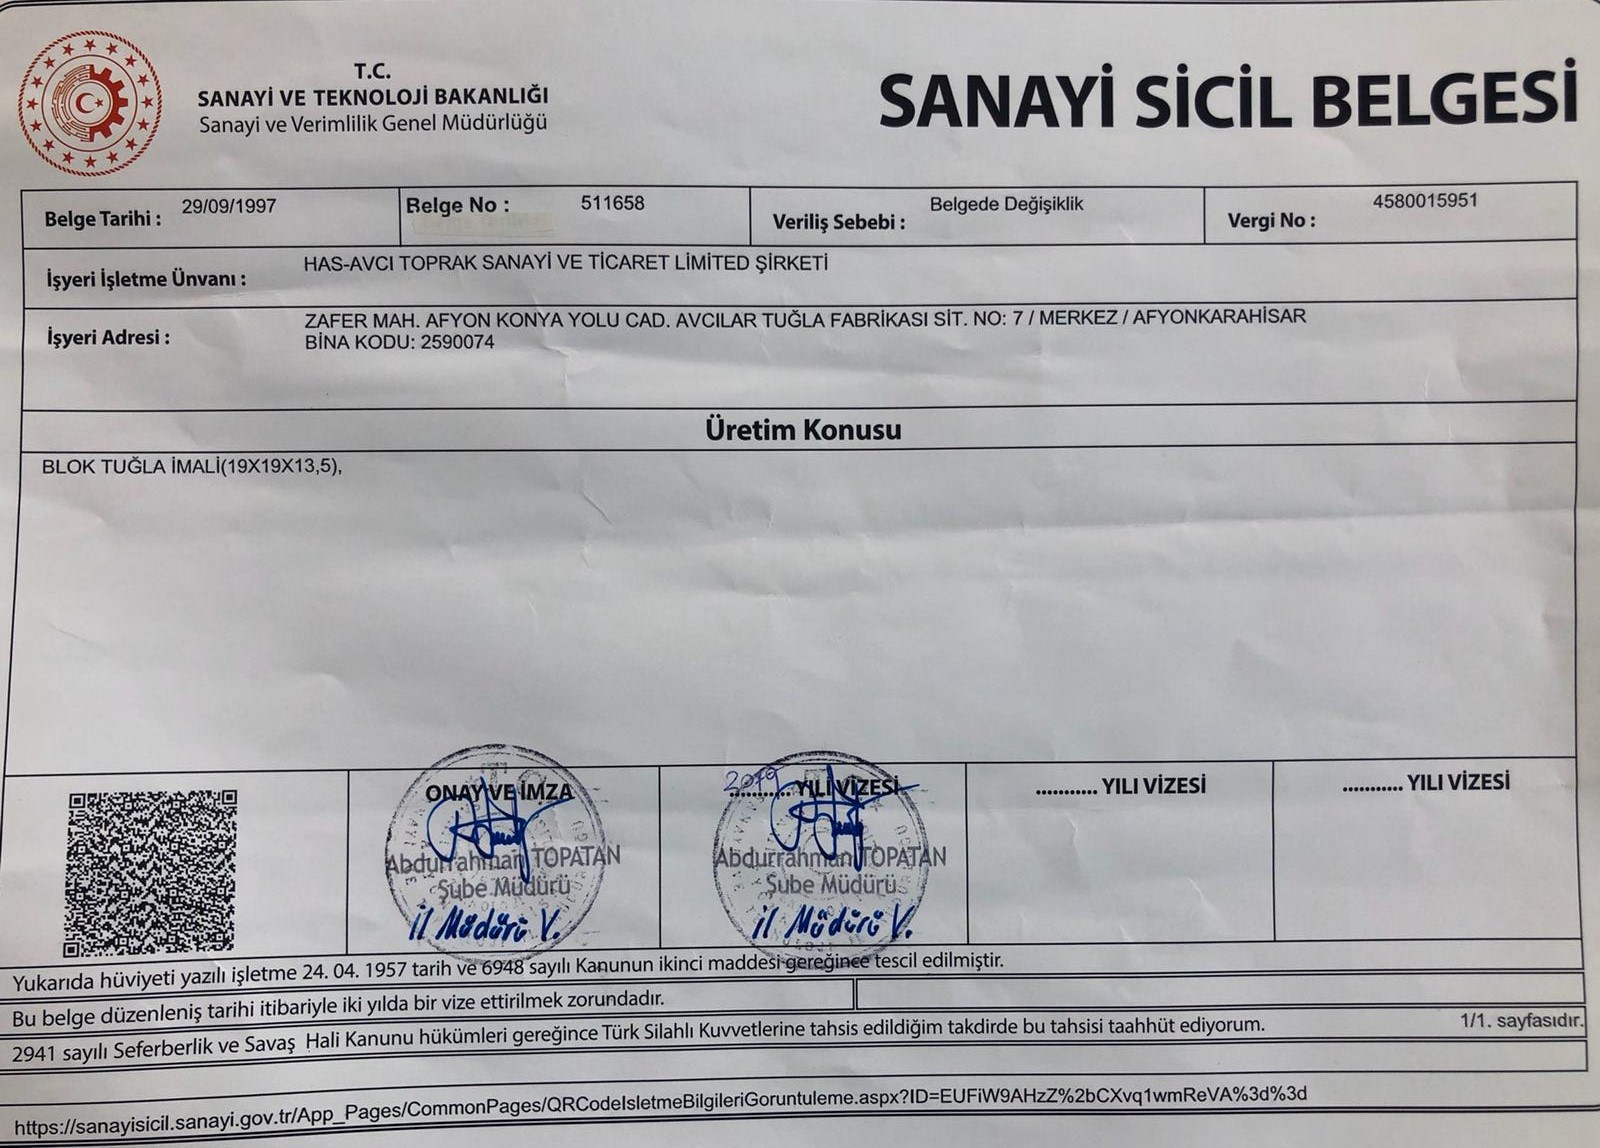 T.C.
SANAYİ VE TEKNOLOJİ BAKANLIĞI
Sanayi ve Verimlilik Genel Müdürlüğü
SANAYİ SİCİL BELGESİ
Belge Tarihi : 29/09/1997
Belge No : 511658
Veriliş Sebebi : Belgede Değişiklik
Vergi No : 4580015951
İşyeri İşletme Ünvanı : HAS-AVCI TOPRAK SANAYİ VE TİCARET LİMİTED ŞİRKETİ
İşyeri Adresi : ZAFER MAH. AFYON KONYA YOLU CAD. AVCILAR TUĞLA FABRİKASI SİT. NO: 7 / MERKEZ / AFYONKARAHİSAR
BİNA KODU: 2590074
Üretim Konusu
BLOK TUĞLA İMALİ(19X19X13,5),
ONAY VE İMZA
Abdurrahman TOPATAN
Şube Müdürü
İl Müdürü V.
2019 YILI VİZESİ
Abdurrahman TOPATAN
Şube Müdürü
İl Müdürü V.
............ YILI VİZESİ
............ YILI VİZESİ
Yukarıda hüviyeti yazılı işletme 24. 04. 1957 tarih ve 6948 sayılı Kanunun ikinci maddesi gereğince tescil edilmiştir.
Bu belge düzenleniş tarihi itibariyle iki yılda bir vize ettirilmek zorundadır.
2941 sayılı Seferberlik ve Savaş Hali Kanunu hükümleri gereğince Türk Silahlı Kuvvetlerine tahsis edildiğim takdirde bu tahsisi taahhüt ediyorum.
1/1. sayfasıdır.
https://sanayisicil.sanayi.gov.tr/App_Pages/CommonPages/QRCodeIsletmeBilgileriGoruntuleme.aspx?ID=EUFiW9AHzZ%2bCXvq1wmReVA%3d%3d